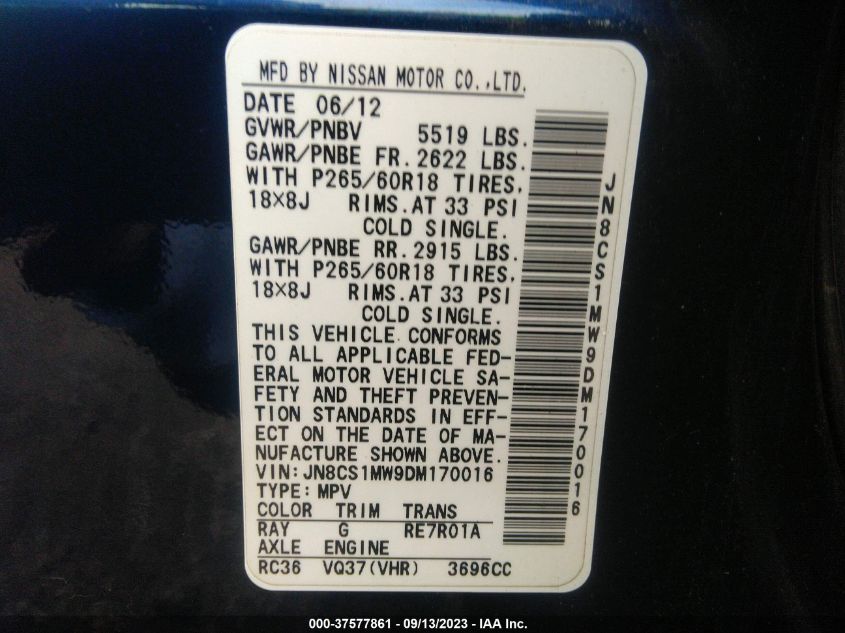 MFD BY NISSAN MOTOR CO.,LTD.
DATE 06/12
GVWR/PNBV 5519 LBS.
GAWR/PNBE FR. 2622 LBS.
WITH P265/60R18 TIRES,
18×8J RIMS.AT 33 PSI
COLD SINGLE.
GAWR/PNBE RR. 2915 LBS.
WITH P265/60R18 TIRES,
18×8J RIMS.AT 33 PSI
COLD SINGLE.
THIS VEHICLE CONFORMS
TO ALL APPLICABLE FED-
ERAL MOTOR VEHICLE SA-
FETY AND THEFT PREVEN-
TION STANDARDS IN EFF-
ECT ON THE DATE OF MA-
NUFACTURE SHOWN ABOVE.
VIN:JN8CS1MW9DM170016
TYPE:MPV
COLOR TRIM TRANS
RAY G RE7R01A
AXLE ENGINE
RC36 VQ37(VHR) 3696CC
JN8CS1MW9DM170016
000-37577861 - 09/13/2023 - IAA Inc.